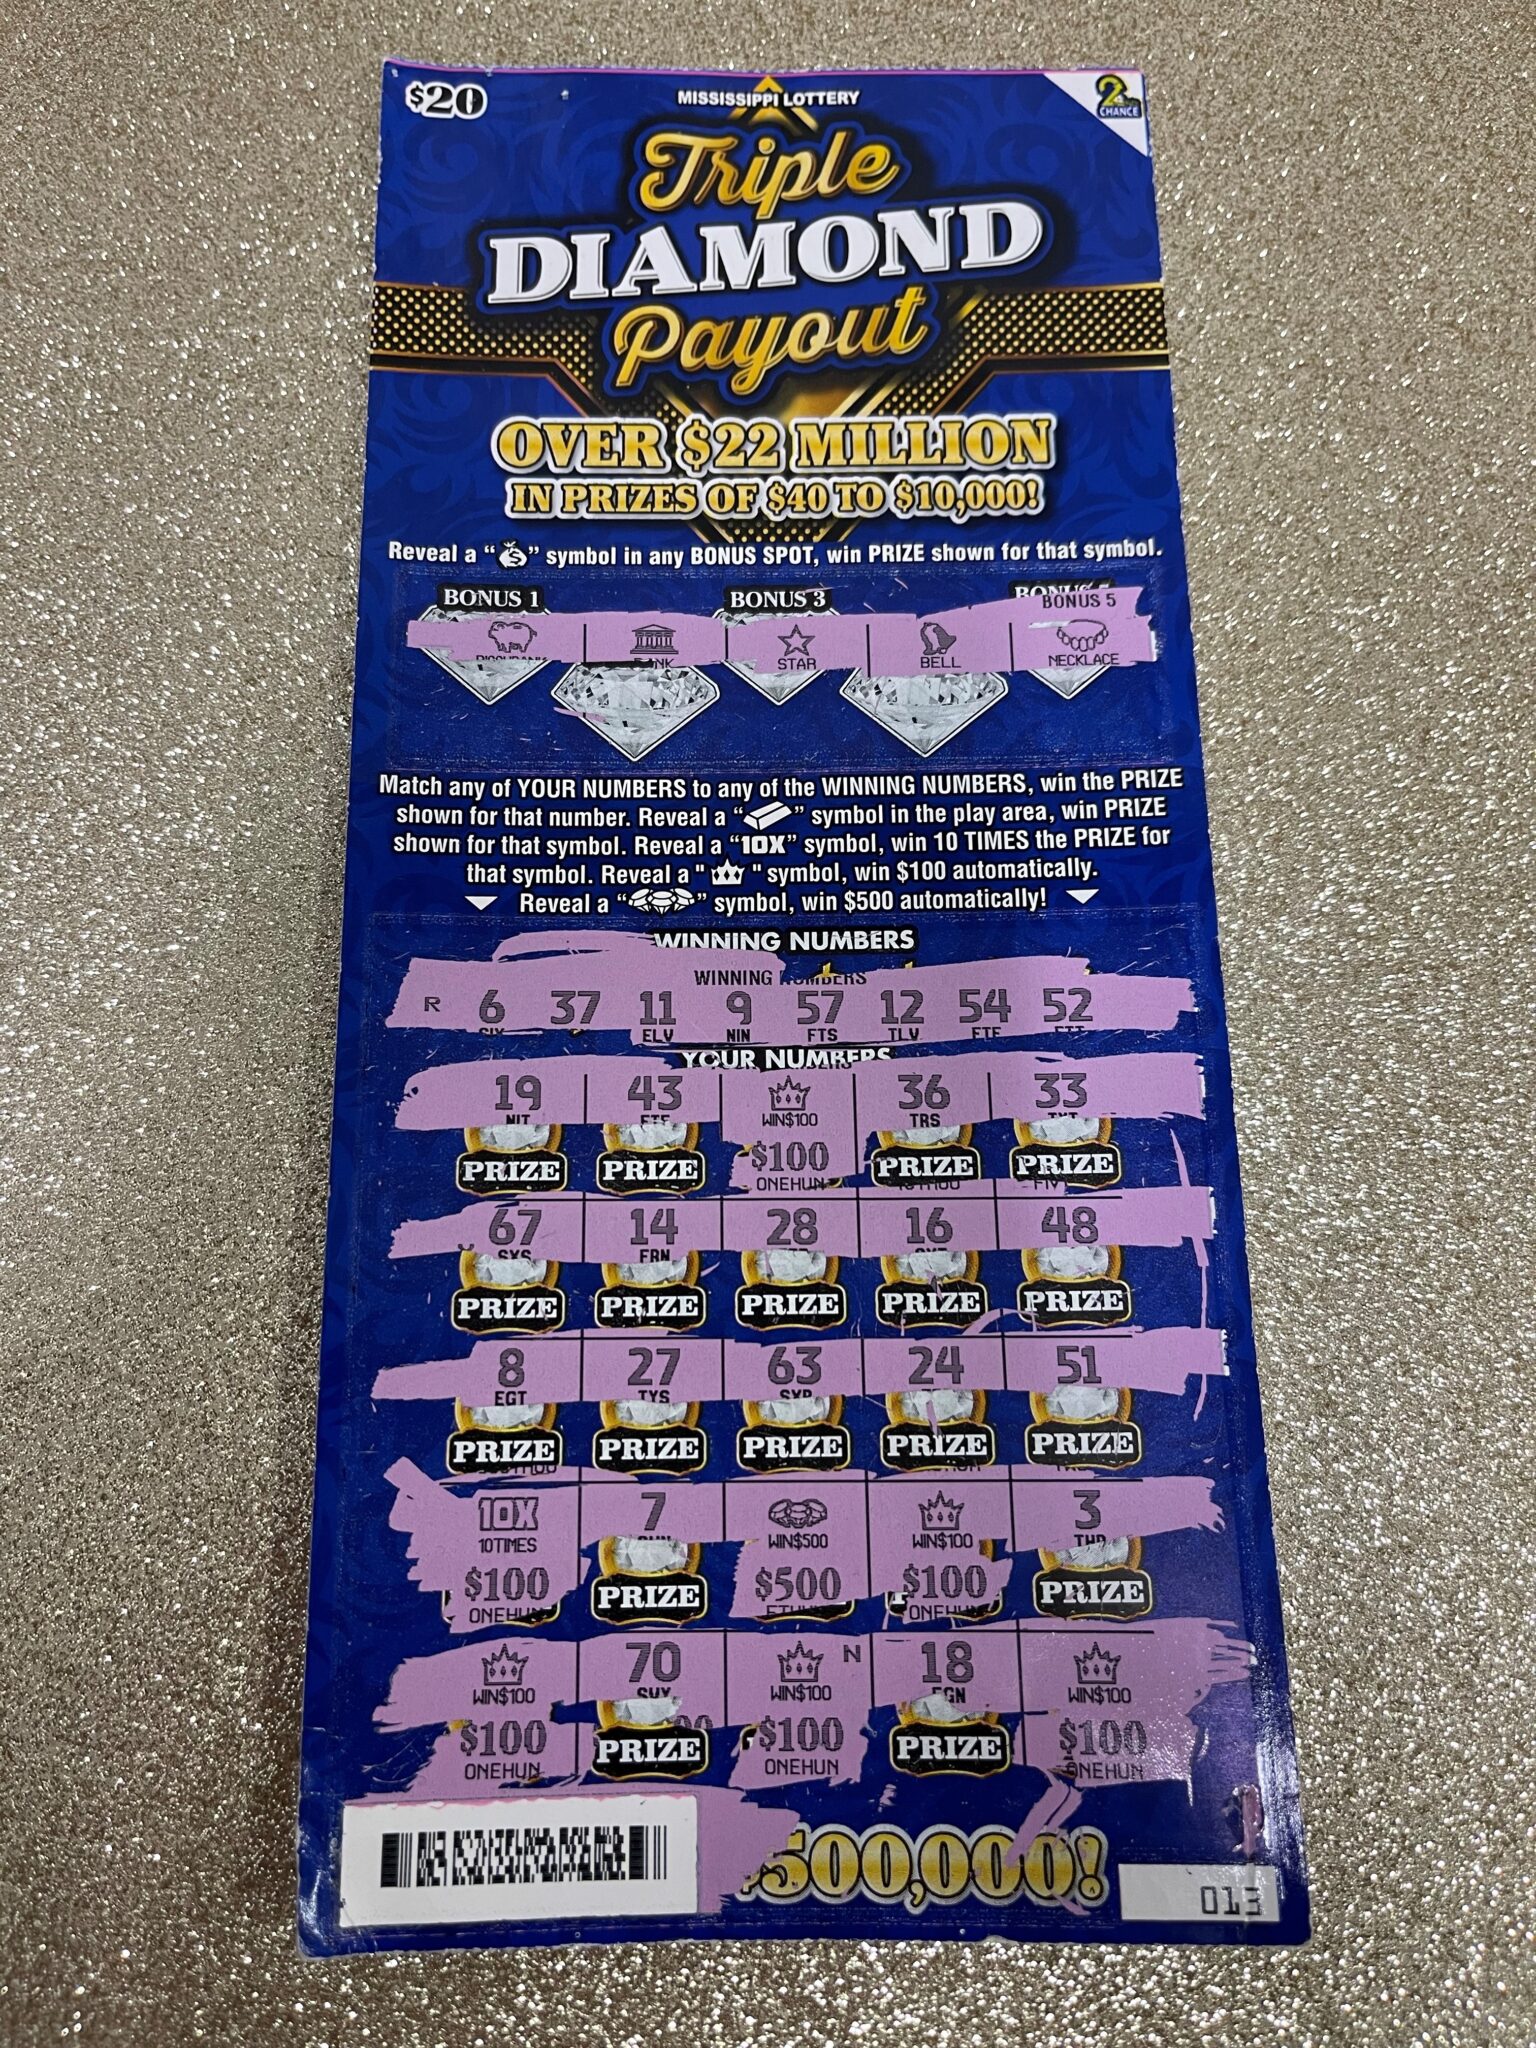 $20
MISSISSIPPI LOTTERY
2 CHANCE
Triple
DIAMOND
Payout
OVER $22 MILLION
IN PRIZES OF $40 TO $10,000!
Reveal a “ $ ” symbol in any BONUS SPOT, win PRIZE shown for that symbol.
BONUS 1 BONUS 3
BONUS 5
BELL
STAR NECKLACE
Match any of YOUR NUMBERS to any of the WINNING NUMBERS, win the PRIZE
shown for that number. Reveal a “ ” symbol in the play area, win PRIZE
shown for that symbol. Reveal a “10X” symbol, win 10 TIMES the PRIZE for
that symbol. Reveal a " " symbol, win $100 automatically.
Reveal a “ ” symbol, win $500 automatically!
WINNING NUMBERS
WINNING NUMBERS
R 6 37 11 9 57 12 54 52
ELV NIN FTS TLV
YOUR NUMBERS
19 43 36 33
WIN$100 TRS
PRIZE PRIZE $100 PRIZE PRIZE
ONEHUN
67 14 28 16 48
SXS FRN
PRIZE PRIZE PRIZE PRIZE PRIZE
8 27 63 24 51
EGT TYS SXR
PRIZE PRIZE PRIZE PRIZE PRIZE
10X 7 3
10TIMES WIN$500 WIN$100 THR
$100 PRIZE $500 $100 PRIZE
ONEHUN ONEHUN
70 N 18
WIN$100 WIN$100 EGN WIN$100
$100 PRIZE $100 PRIZE $100
ONEHUN ONEHUN ONEHUN
$500,000!
013